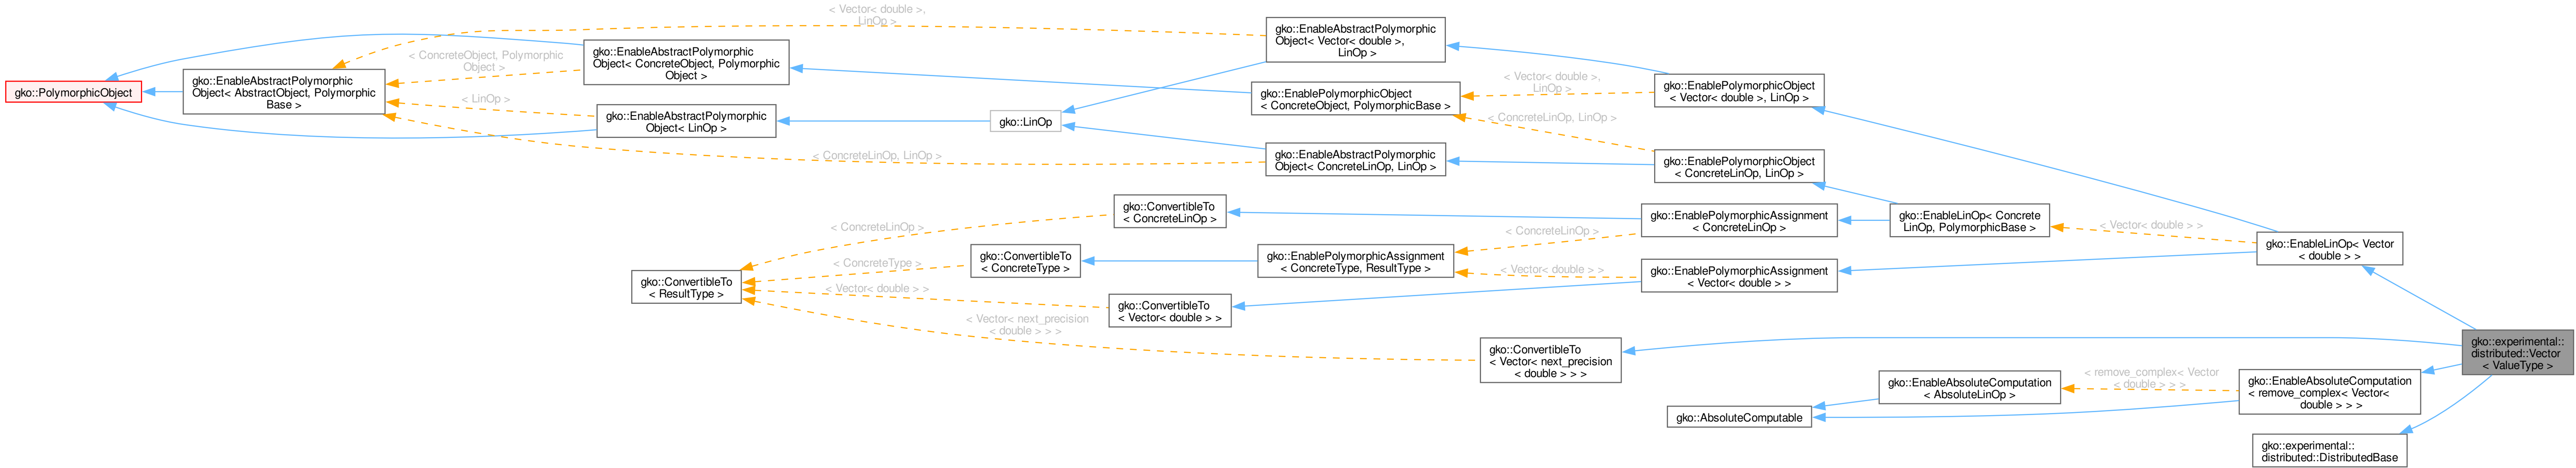 gko::PolymorphicObject
gko::EnableAbstractPolymorphic
Object< AbstractObject, Polymorphic
Base >
< Vector< double >,
LinOp >
< ConcreteObject, Polymorphic
Object >
< LinOp >
< ConcreteLinOp, LinOp >
gko::EnableAbstractPolymorphic
Object< ConcreteObject, Polymorphic
Object >
gko::EnableAbstractPolymorphic
Object< LinOp >
gko::LinOp
gko::EnableAbstractPolymorphic
Object< Vector< double >,
LinOp >
gko::EnablePolymorphicObject
< ConcreteObject, PolymorphicBase >
gko::EnableAbstractPolymorphic
Object< ConcreteLinOp, LinOp >
< Vector< double >,
LinOp >
< ConcreteLinOp, LinOp >
gko::EnablePolymorphicObject
< Vector< double >, LinOp >
gko::EnablePolymorphicObject
< ConcreteLinOp, LinOp >
gko::ConvertibleTo
< ResultType >
< ConcreteLinOp >
< ConcreteType >
< Vector< double > >
< Vector< next_precision
< double > > >
gko::ConvertibleTo
< ConcreteLinOp >
gko::ConvertibleTo
< ConcreteType >
gko::ConvertibleTo
< Vector< double > >
gko::EnablePolymorphicAssignment
< ConcreteType, ResultType >
< ConcreteLinOp >
< Vector< double > >
gko::EnablePolymorphicAssignment
< ConcreteLinOp >
gko::EnablePolymorphicAssignment
< Vector< double > >
gko::EnableLinOp< Concrete
LinOp, PolymorphicBase >
< Vector< double > >
gko::EnableLinOp< Vector
< double > >
gko::ConvertibleTo
< Vector< next_precision
< double > > >
gko::AbsoluteComputable
gko::EnableAbsoluteComputation
< AbsoluteLinOp >
< remove_complex< Vector
< double > > >
gko::EnableAbsoluteComputation
< remove_complex< Vector<
double > > >
gko::experimental::
distributed::DistributedBase
gko::experimental::
distributed::Vector
< ValueType >